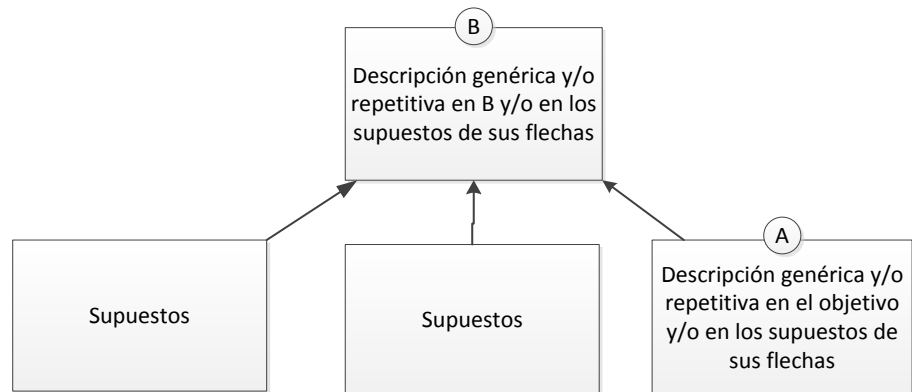 B
Descripción genérica y/o
repetitiva en B y/o en los
supuestos de sus flechas
Supuestos
Supuestos
A
Descripción genérica y/o
repetitiva en el objetivo
y/o en los supuestos de
sus flechas